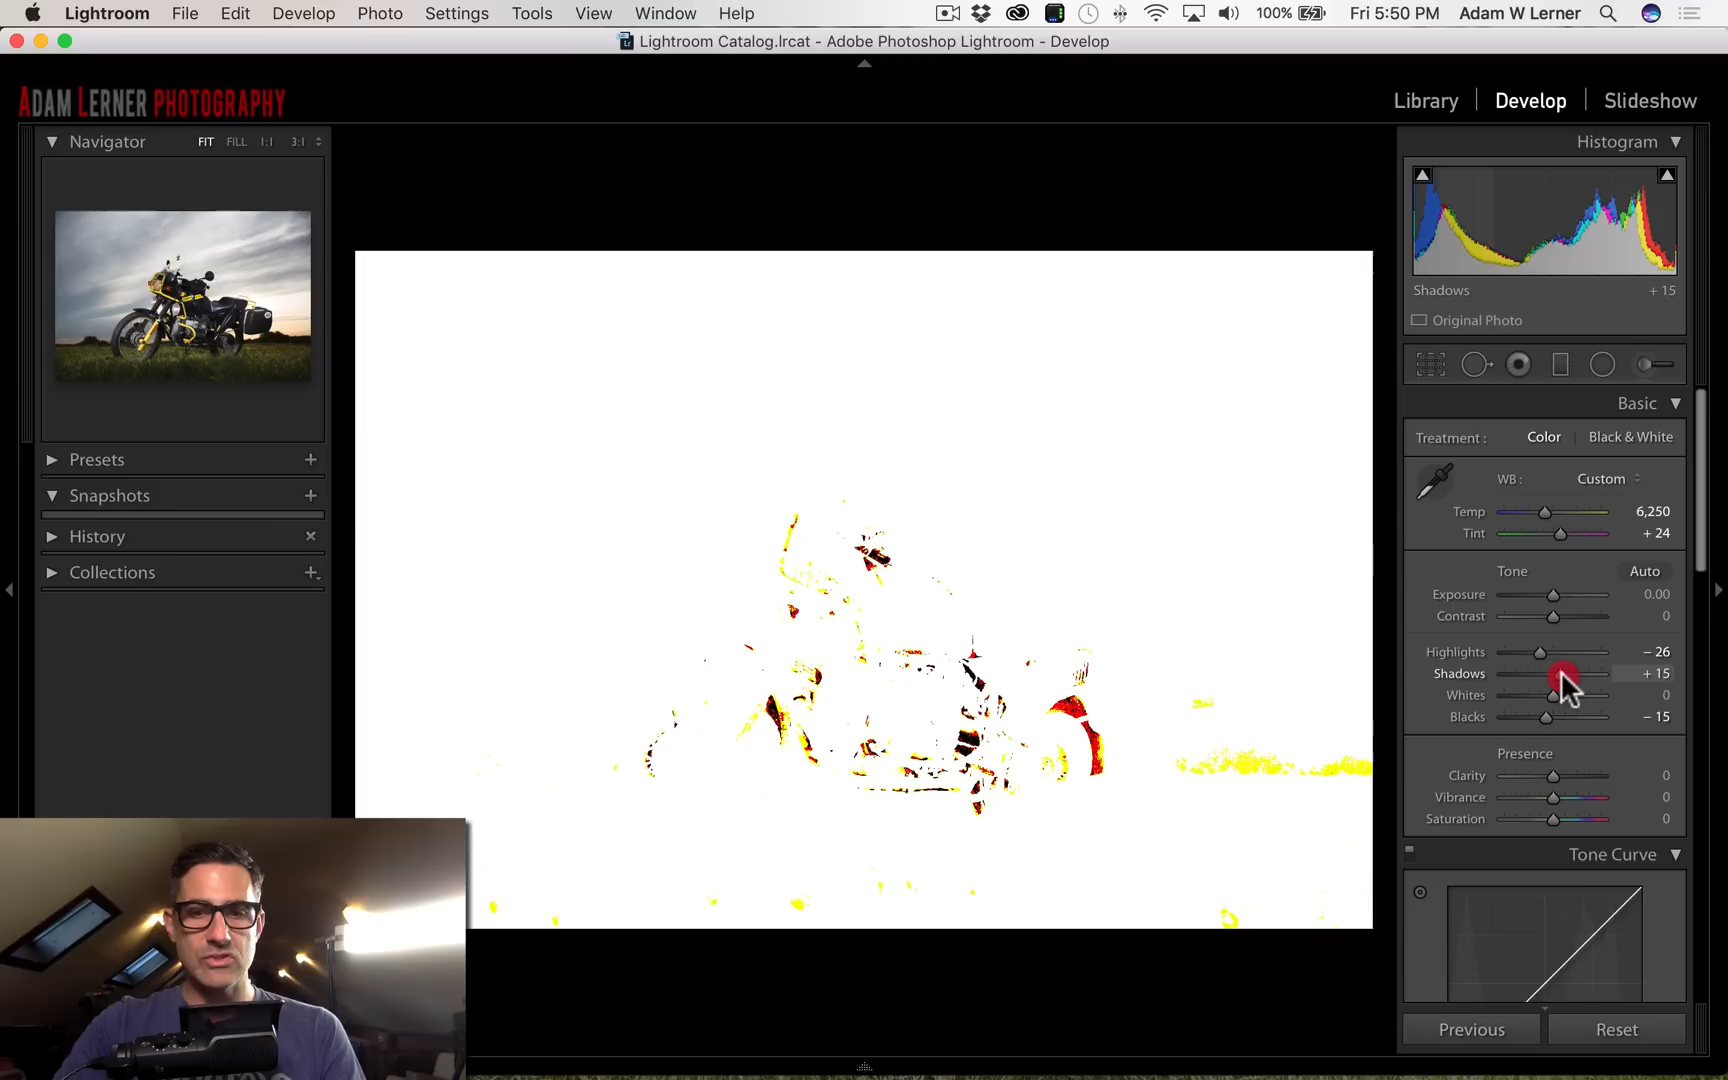 Lightroom File Edit Develop Photo Settings Tools View Window Help 100% Fri 5:50 PM Adam W Lerner
Lightroom Catalog.lrcat - Adobe Photoshop Lightroom - Develop
ADAM LERNER PHOTOGRAPHY
Library Develop Slideshow
Navigator FIT FILL 1:1 3:1
Presets
Snapshots
History
Collections
Histogram
Shadows + 15
Original Photo
Basic
Treatment : Color Black & White
WB : Custom
Temp 6,250
Tint + 24
Tone Auto
Exposure 0.00
Contrast 0
Highlights – 26
Shadows + 15
Whites 0
Blacks – 15
Presence
Clarity 0
Vibrance 0
Saturation 0
Tone Curve
Previous Reset